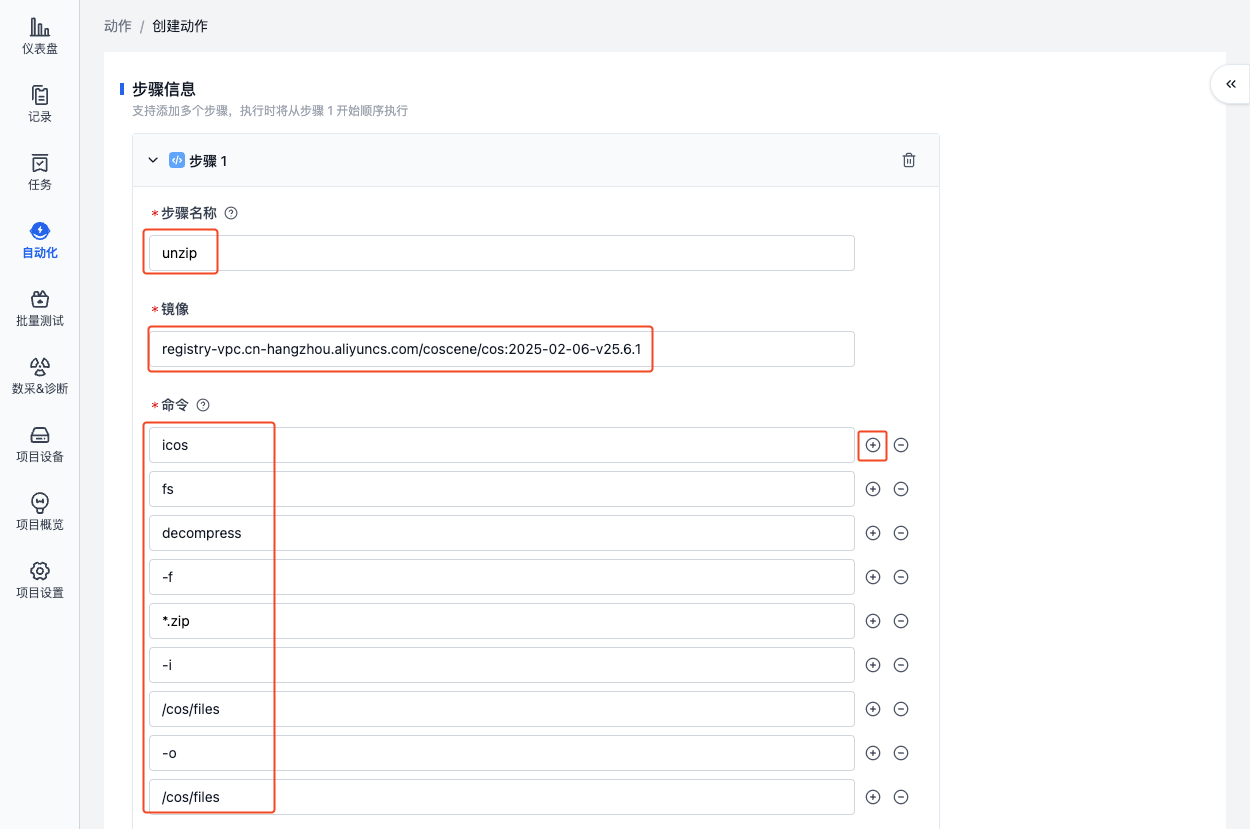 动作 / 创建动作
仪表盘
记录
任务
自动化
批量测试
数采&诊断
项目设备
项目概览
项目设置
步骤信息
支持添加多个步骤，执行时将从步骤 1 开始顺序执行
步骤 1
*步骤名称
unzip
*镜像
registry-vpc.cn-hangzhou.aliyuncs.com/coscene/cos:2025-02-06-v25.6.1
*命令
icos
fs
decompress
-f
*.zip
-i
/cos/files
-o
/cos/files